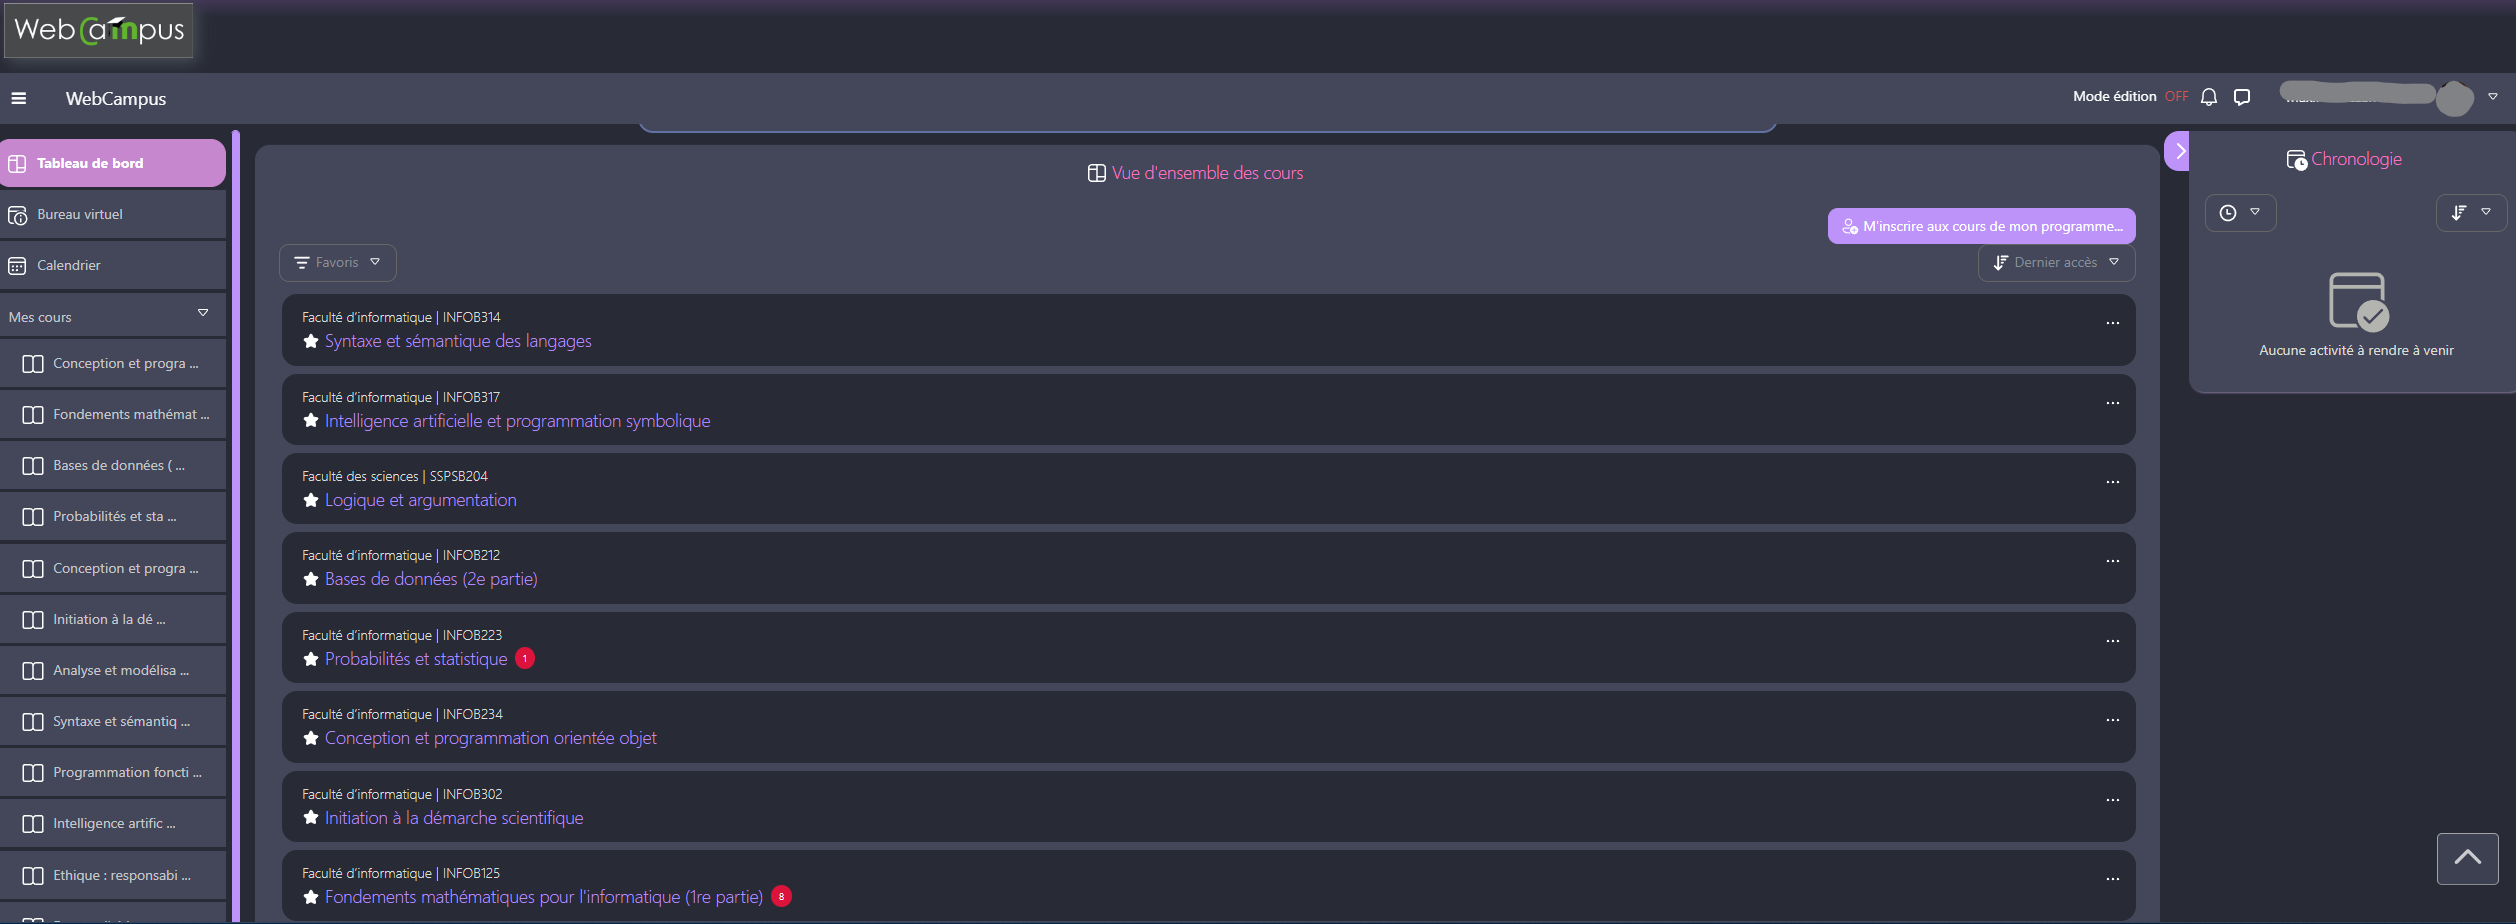 WebCampus
WebCampus
Mode édition OFF
Tableau de bord
Bureau virtuel
Calendrier
Mes cours
Conception et progra ...
Fondements mathémat ...
Bases de données ( ...
Probabilités et sta ...
Conception et progra ...
Initiation à la dé ...
Analyse et modélisa ...
Syntaxe et sémantiq ...
Programmation foncti ...
Intelligence artific ...
Ethique : responsabi ...
Vue d'ensemble des cours
M'inscrire aux cours de mon programme...
Favoris
Dernier accès
Faculté d’informatique | INFOB314
Syntaxe et sémantique des langages
Faculté d’informatique | INFOB317
Intelligence artificielle et programmation symbolique
Faculté des sciences | SSPSB204
Logique et argumentation
Faculté d’informatique | INFOB212
Bases de données (2e partie)
Faculté d’informatique | INFOB223
Probabilités et statistique 1
Faculté d’informatique | INFOB234
Conception et programmation orientée objet
Faculté d’informatique | INFOB302
Initiation à la démarche scientifique
Faculté d’informatique | INFOB125
Fondements mathématiques pour l'informatique (1re partie) 8
Chronologie
Aucune activité à rendre à venir